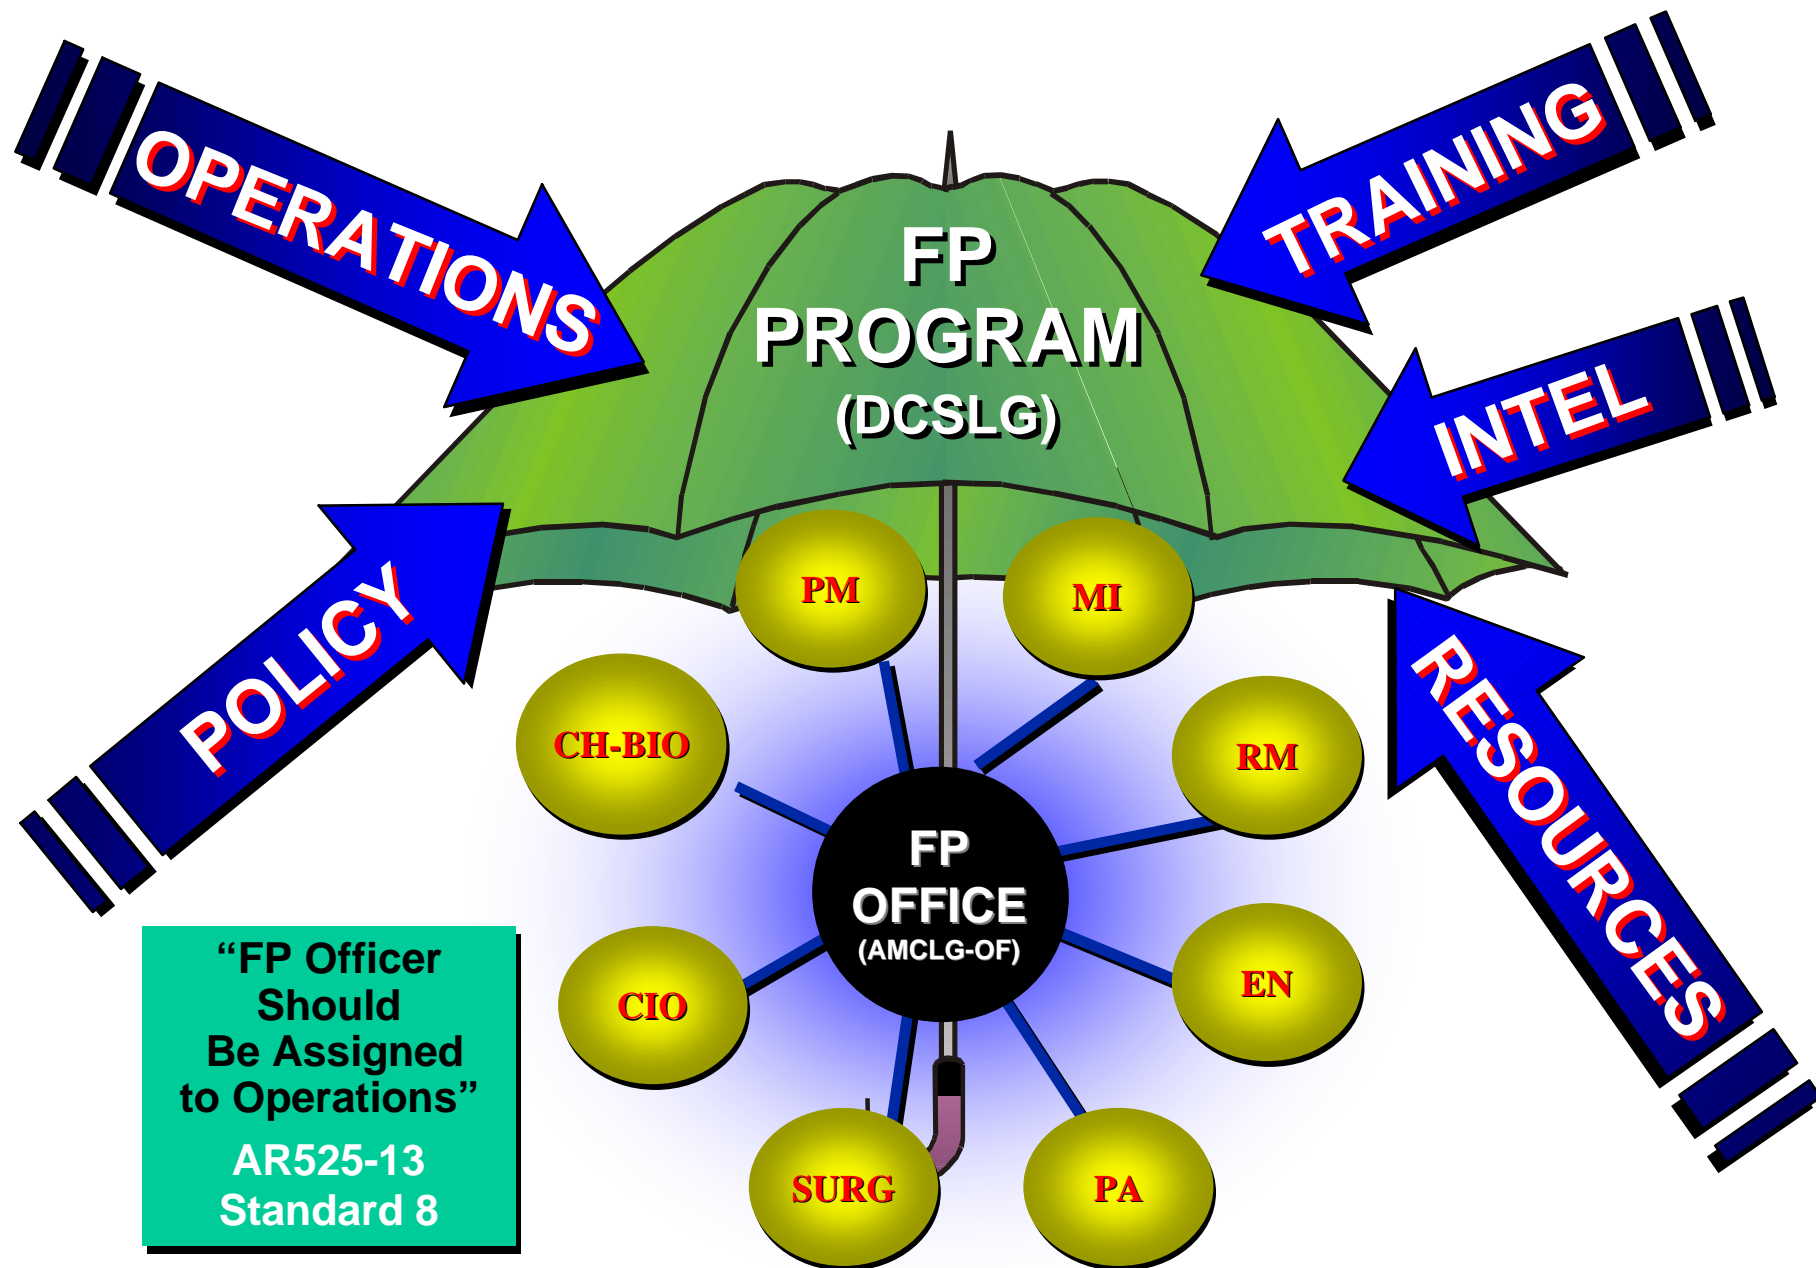 OPERATIONS
TRAINING
FP
PROGRAM
(DCSLG)
INTEL
POLICY
RESOURCES
PM
MI
CH-BIO
RM
FP
OFFICE
(AMCLG-OF)
CIO
EN
SURG
PA
“FP Officer
Should
Be Assigned
to Operations”
AR525-13
Standard 8